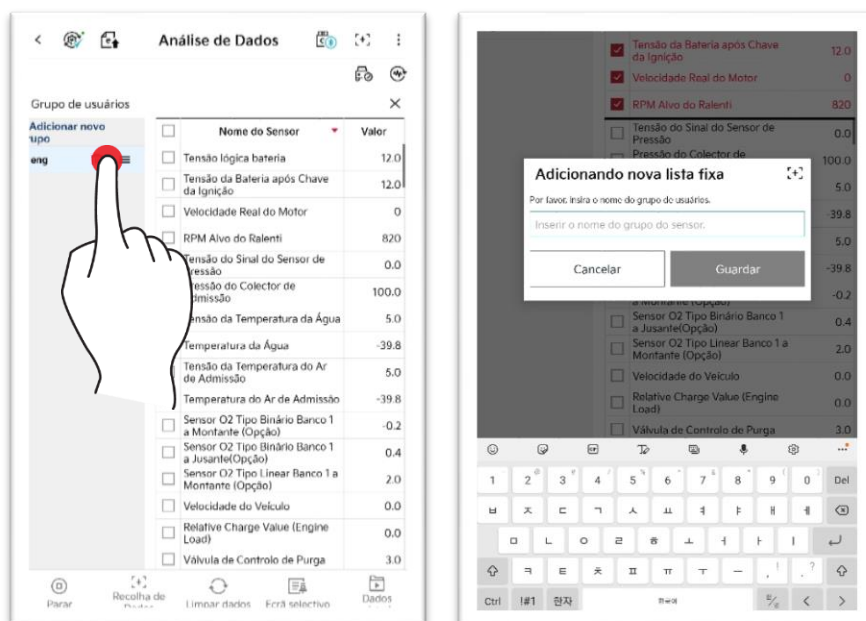 Análise de Dados
Grupo de usuários
Adicionar novo
upo
eng
Nome do Sensor
Valor
Tensão lógica bateria
12.0
Tensão da Bateria após Chave
da Ignição
12.0
Velocidade Real do Motor
0
RPM Alvo do Ralenti
820
Tensão do Sinal do Sensor de
Pressão
0.0
Pressão do Colector de
Admissão
100.0
Tensão da Temperatura da Água
5.0
Temperatura da Água
-39.8
Tensão da Temperatura do Ar
de Admissão
5.0
Temperatura do Ar de Admissão
-39.8
Sensor O2 Tipo Binário Banco 1
a Montante (Opção)
-0.2
Sensor O2 Tipo Binário Banco 1
a Jusante(Opção)
0.4
Sensor O2 Tipo Linear Banco 1 a
Montante (Opção)
2.0
Velocidade do Veículo
0.0
Relative Charge Value (Engine
Load)
0.0
Válvula de Controlo de Purga
3.0
Parar
Recolha de
Limpar dados
Ecrã selectivo
Dados
Tensão da Bateria após Chave
da Ignição
12.0
Velocidade Real do Motor
0
RPM Alvo do Ralenti
820
Tensão do Sinal do Sensor de
Pressão
0.0
Pressão do Colector de
100.0
5.0
-39.8
5.0
-39.8
-0.2
Adicionando nova lista fixa
Por favor, insira o nome do grupo de usuários.
Inserir o nome do grupo do sensor.
Cancelar
Guardar
a Montante (Opção)
Sensor O2 Tipo Binário Banco 1
a Jusante(Opção)
0.4
Sensor O2 Tipo Linear Banco 1 a
Montante (Opção)
2.0
Velocidade do Veículo
0.0
Relative Charge Value (Engine
Load)
0.0
Válvula de Controlo de Purga
3.0
1 2 3 4 5 6 7 8 9 0 Del
ㅂ ㅈ ㄷ ㄱ ㅅ ㅛ ㅕ ㅑ ㅐ ㅔ
ㅁ ㄴ ㅇ ㄹ ㅎ ㅗ ㅓ ㅏ ㅣ
ㅋ ㅌ ㅊ ㅍ ㅠ ㅜ ㅡ , ! . ?
Ctrl !#1 한자 한국어 한/영 < >